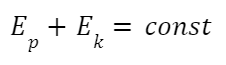 E_p + E_k = const